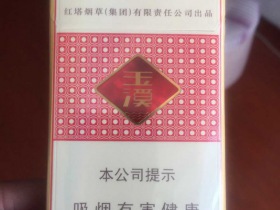 红塔烟草(集团)有限责任公司出品
玉溪
本公司提示
吸烟有害健康